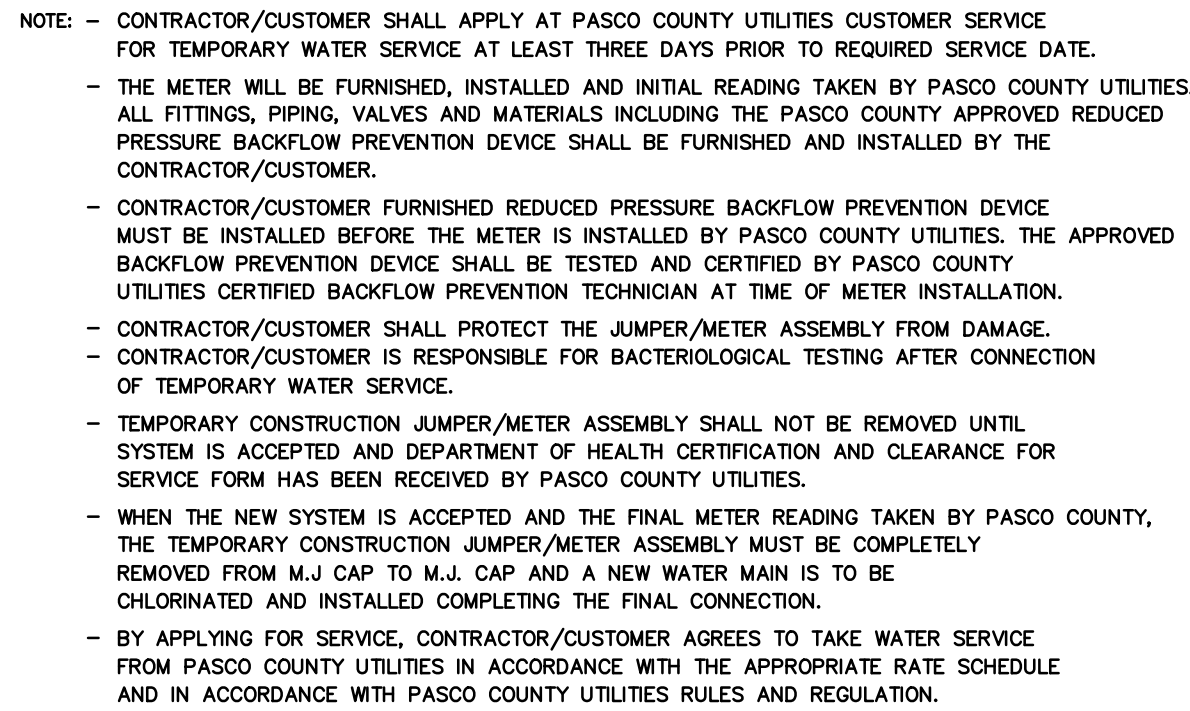 NOTE: - CONTRACTOR/CUSTOMER SHALL APPLY AT PASCO COUNTY UTILITIES CUSTOMER SERVICE
FOR TEMPORARY WATER SERVICE AT LEAST THREE DAYS PRIOR TO REQUIRED SERVICE DATE.
- THE METER WILL BE FURNISHED, INSTALLED AND INITIAL READING TAKEN BY PASCO COUNTY UTILITIES.
ALL FITTINGS, PIPING, VALVES AND MATERIALS INCLUDING THE PASCO COUNTY APPROVED REDUCED
PRESSURE BACKFLOW PREVENTION DEVICE SHALL BE FURNISHED AND INSTALLED BY THE
CONTRACTOR/CUSTOMER.
- CONTRACTOR/CUSTOMER FURNISHED REDUCED PRESSURE BACKFLOW PREVENTION DEVICE
MUST BE INSTALLED BEFORE THE METER IS INSTALLED BY PASCO COUNTY UTILITIES. THE APPROVED
BACKFLOW PREVENTION DEVICE SHALL BE TESTED AND CERTIFIED BY PASCO COUNTY
UTILITIES CERTIFIED BACKFLOW PREVENTION TECHNICIAN AT TIME OF METER INSTALLATION.
- CONTRACTOR/CUSTOMER SHALL PROTECT THE JUMPER/METER ASSEMBLY FROM DAMAGE.
- CONTRACTOR/CUSTOMER IS RESPONSIBLE FOR BACTERIOLOGICAL TESTING AFTER CONNECTION
OF TEMPORARY WATER SERVICE.
- TEMPORARY CONSTRUCTION JUMPER/METER ASSEMBLY SHALL NOT BE REMOVED UNTIL
SYSTEM IS ACCEPTED AND DEPARTMENT OF HEALTH CERTIFICATION AND CLEARANCE FOR
SERVICE FORM HAS BEEN RECEIVED BY PASCO COUNTY UTILITIES.
- WHEN THE NEW SYSTEM IS ACCEPTED AND THE FINAL METER READING TAKEN BY PASCO COUNTY,
THE TEMPORARY CONSTRUCTION JUMPER/METER ASSEMBLY MUST BE COMPLETELY
REMOVED FROM M.J CAP TO M.J. CAP AND A NEW WATER MAIN IS TO BE
CHLORINATED AND INSTALLED COMPLETING THE FINAL CONNECTION.
- BY APPLYING FOR SERVICE, CONTRACTOR/CUSTOMER AGREES TO TAKE WATER SERVICE
FROM PASCO COUNTY UTILITIES IN ACCORDANCE WITH THE APPROPRIATE RATE SCHEDULE
AND IN ACCORDANCE WITH PASCO COUNTY UTILITIES RULES AND REGULATION.